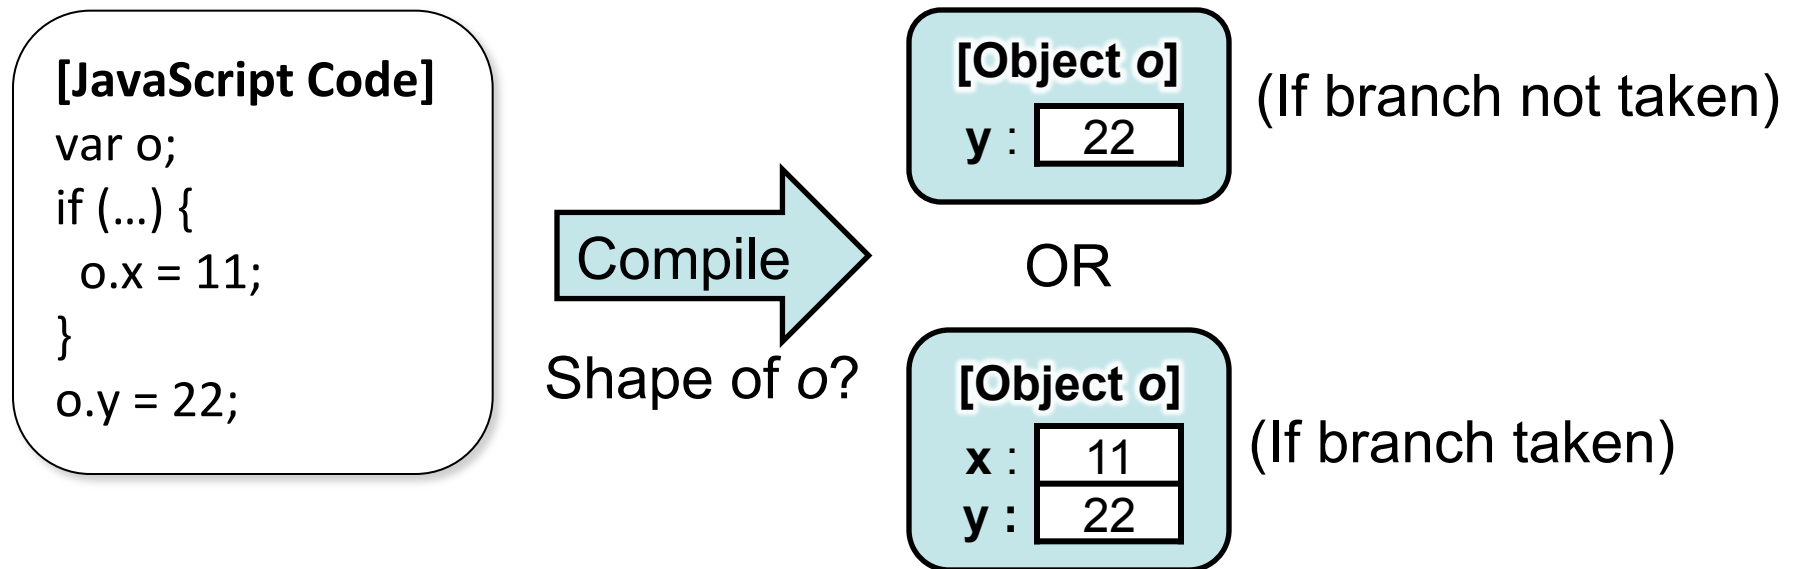 [JavaScript Code]
var o;
if (...) {
o.x = 11;
}
o.y = 22;
Compile
Shape of o?
[Object o]
y : 22
(If branch not taken)
OR
[Object o]
x : 11
y : 22
(If branch taken)